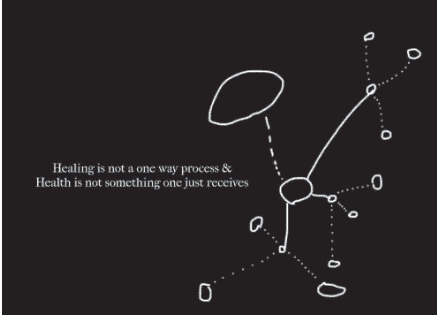 Healing is not a one way process &
Health is not something one just receives